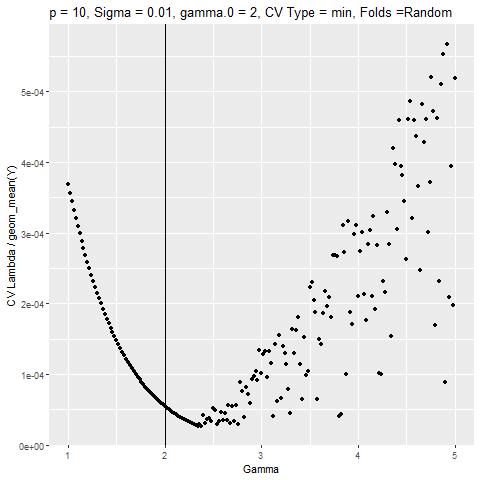 p = 10, Sigma = 0.01, gamma.0 = 2, CV Type = min, Folds =Random
CV Lambda / geom_mean(Y)
5e-04
4e-04
3e-04
2e-04
1e-04
0e+00
1
2
3
4
5
Gamma